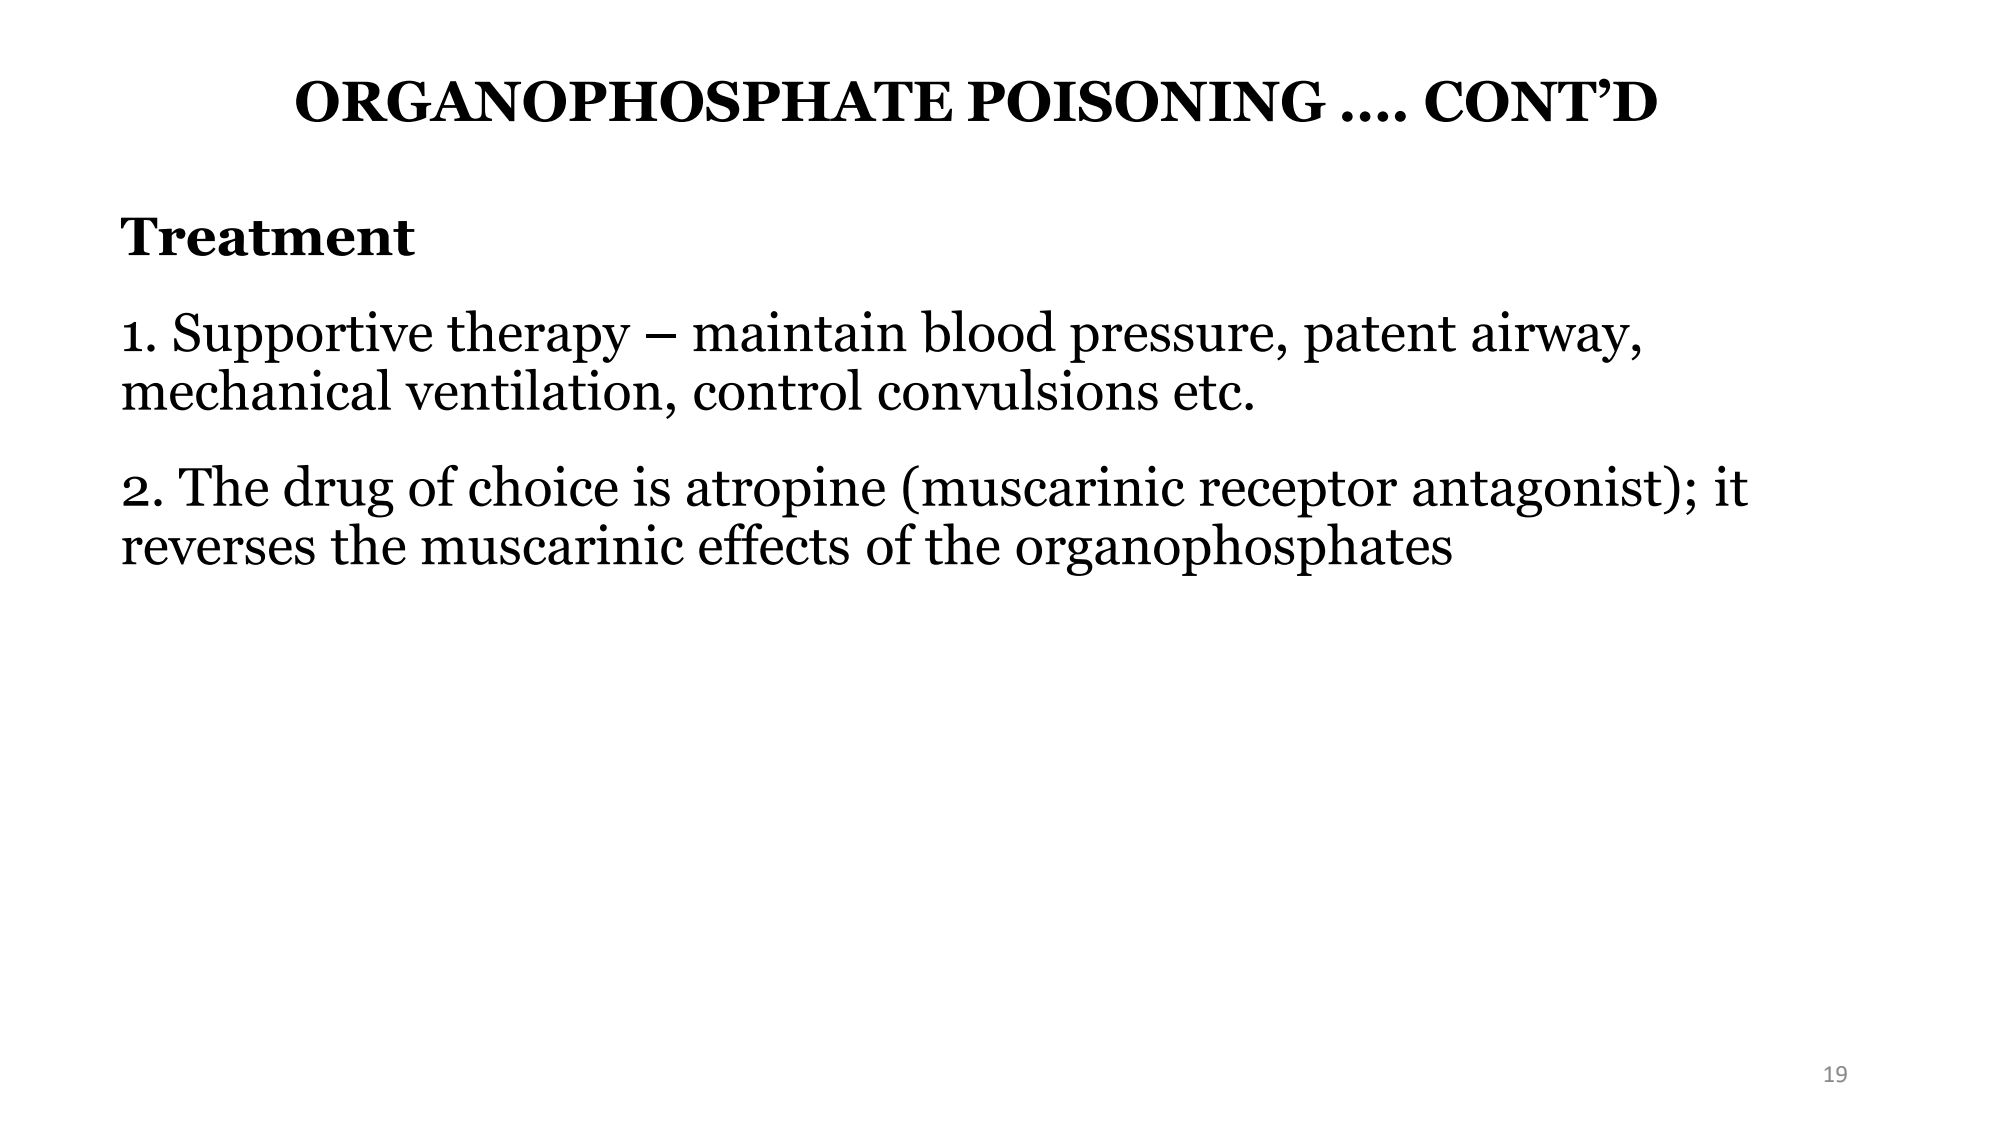 ORGANOPHOSPHATE POISONING .... CONT’D
Treatment
1. Supportive therapy – maintain blood pressure, patent airway,
mechanical ventilation, control convulsions etc.
2. The drug of choice is atropine (muscarinic receptor antagonist); it
reverses the muscarinic effects of the organophosphates
19